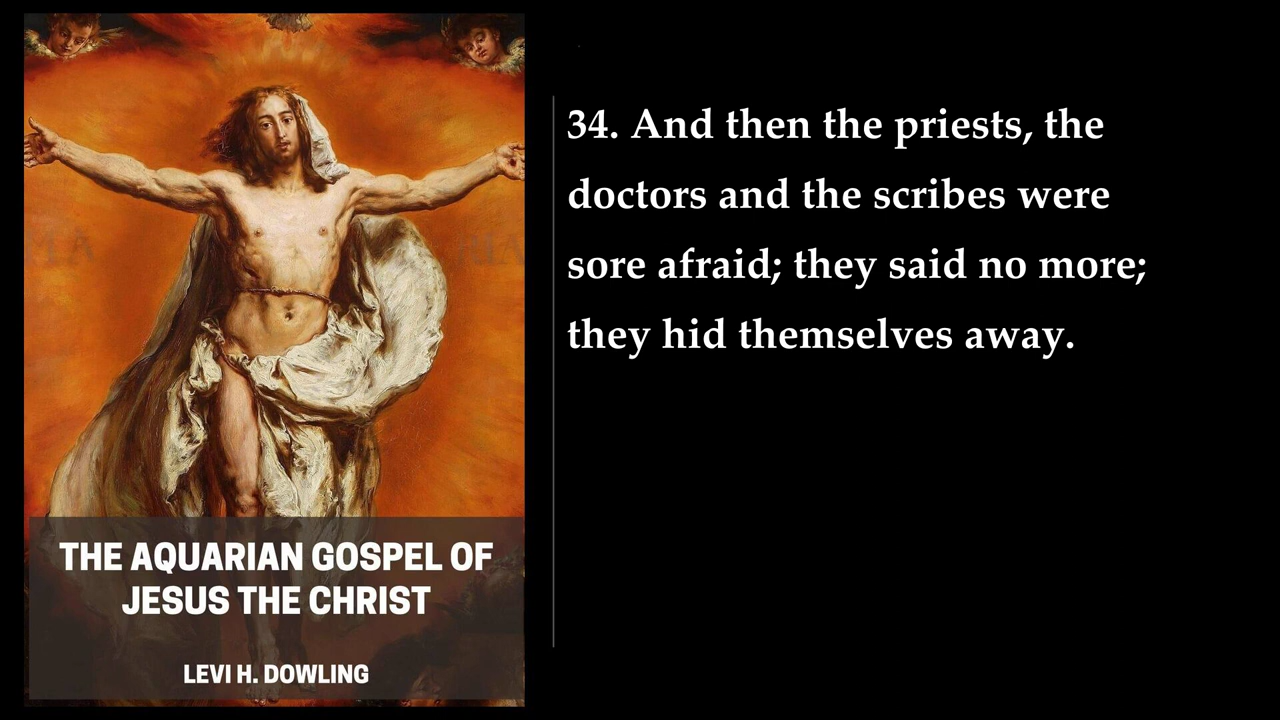 THE AQUARIAN GOSPEL OF
JESUS THE CHRIST
LEVI H. DOWLING
34. And then the priests, the
doctors and the scribes were
sore afraid; they said no more;
they hid themselves away.